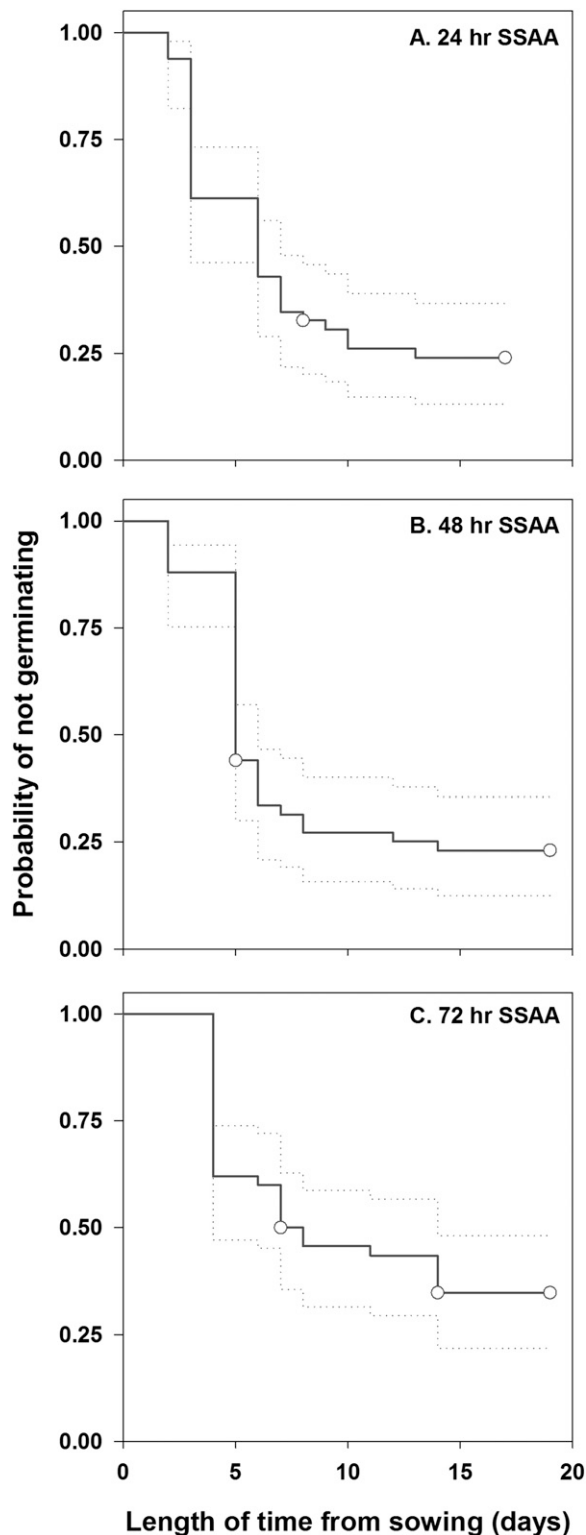 A. 24 hr SSAA
1.00
0.75
0.50
0.25
0.00
B. 48 hr SSAA
1.00
0.75
0.50
0.25
0.00
Probability of not germinating
C. 72 hr SSAA
1.00
0.75
0.50
0.25
0.00
0 5 10 15 20
Length of time from sowing (days)